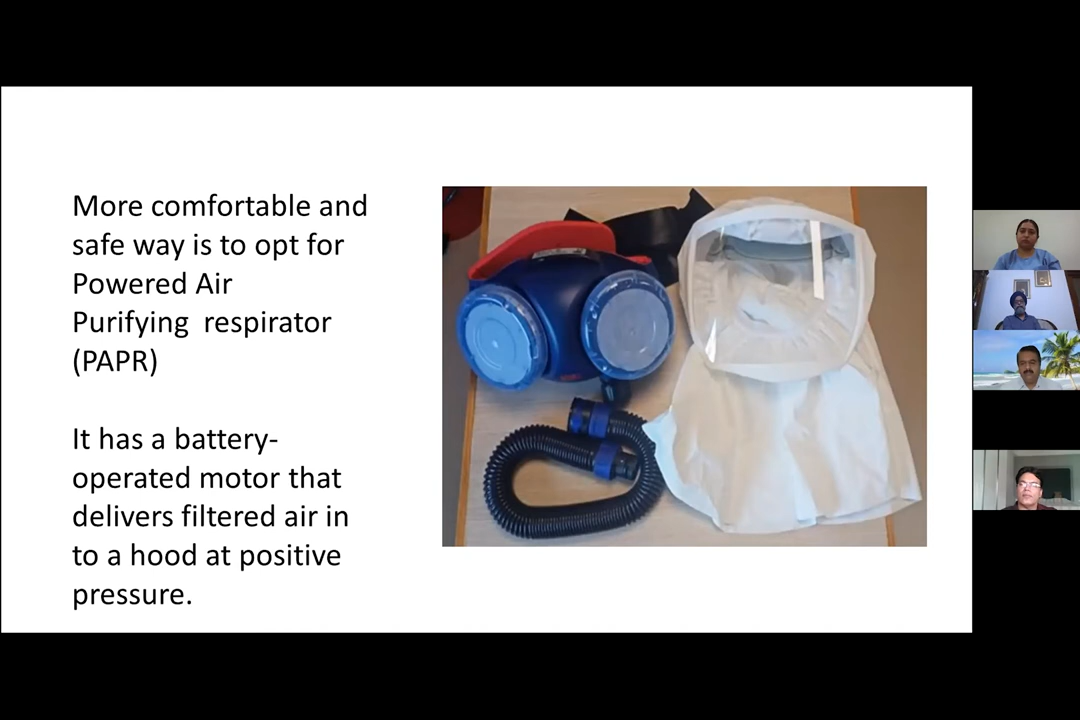 More comfortable and
safe way is to opt for
Powered Air
Purifying  respirator
(PAPR)
It has a battery-
operated motor that
delivers filtered air in
to a hood at positive
pressure.